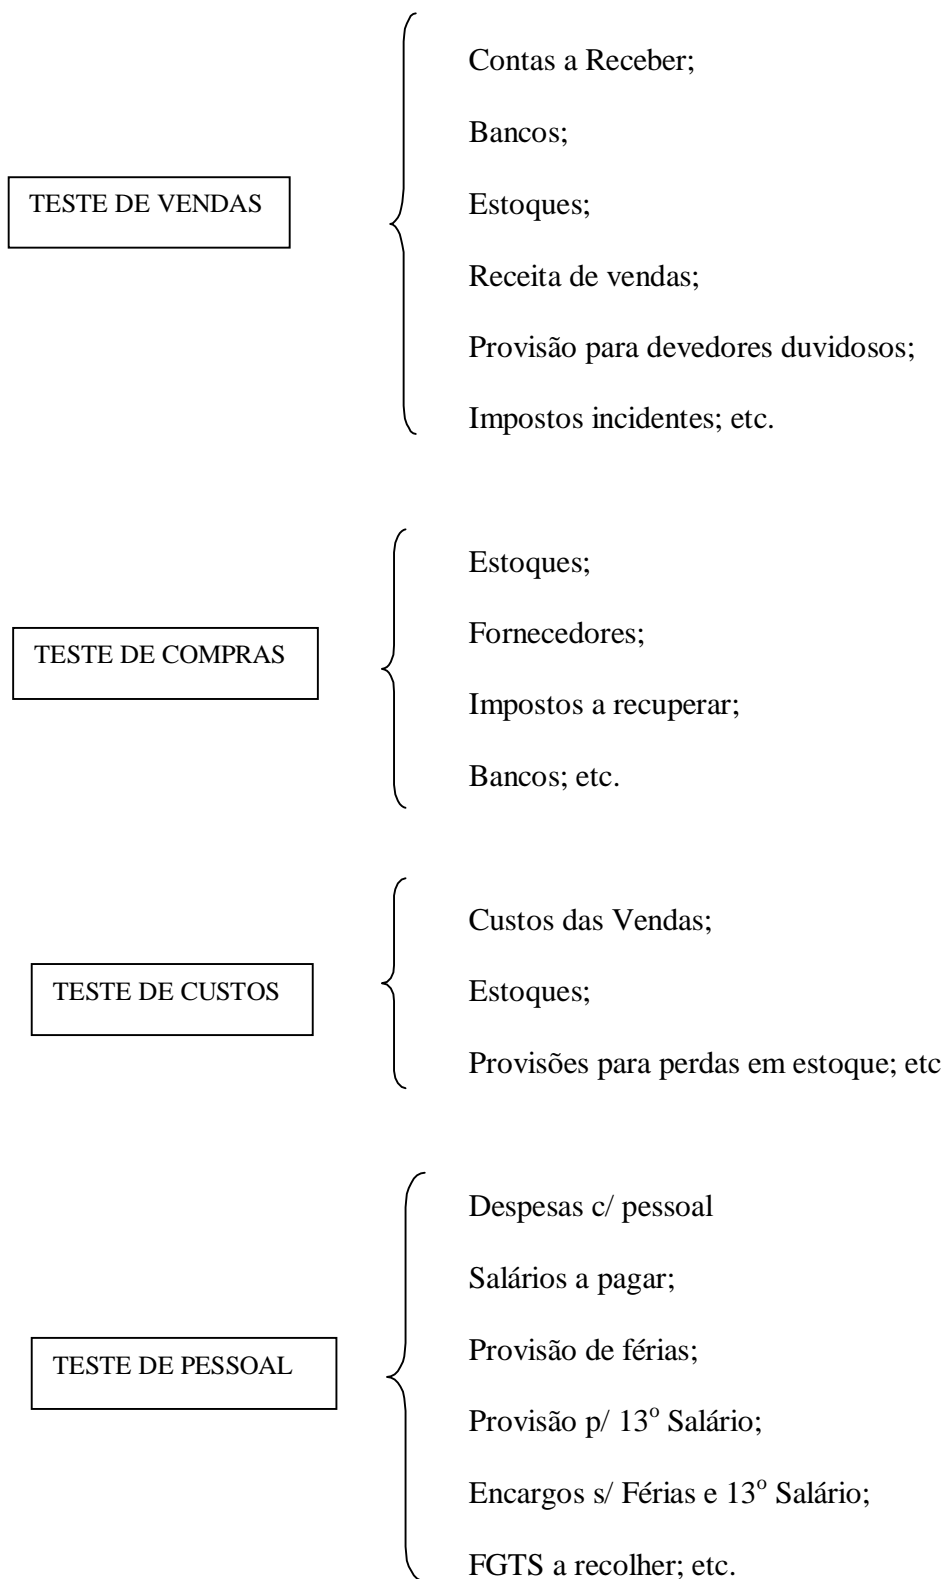 Contas a Receber;
Bancos;
TESTE DE VENDAS
Estoques;
Receita de vendas;
Provisão para devedores duvidosos;
Impostos incidentes; etc.
Estoques;
Fornecedores;
TESTE DE COMPRAS
Impostos a recuperar;
Bancos; etc.
Custos das Vendas;
TESTE DE CUSTOS
Estoques;
Provisões para perdas em estoque; etc
Despesas c/ pessoal
Salários a pagar;
TESTE DE PESSOAL
Provisão de férias;
Provisão p/ 13º Salário;
Encargos s/ Férias e 13º Salário;
FGTS a recolher; etc.